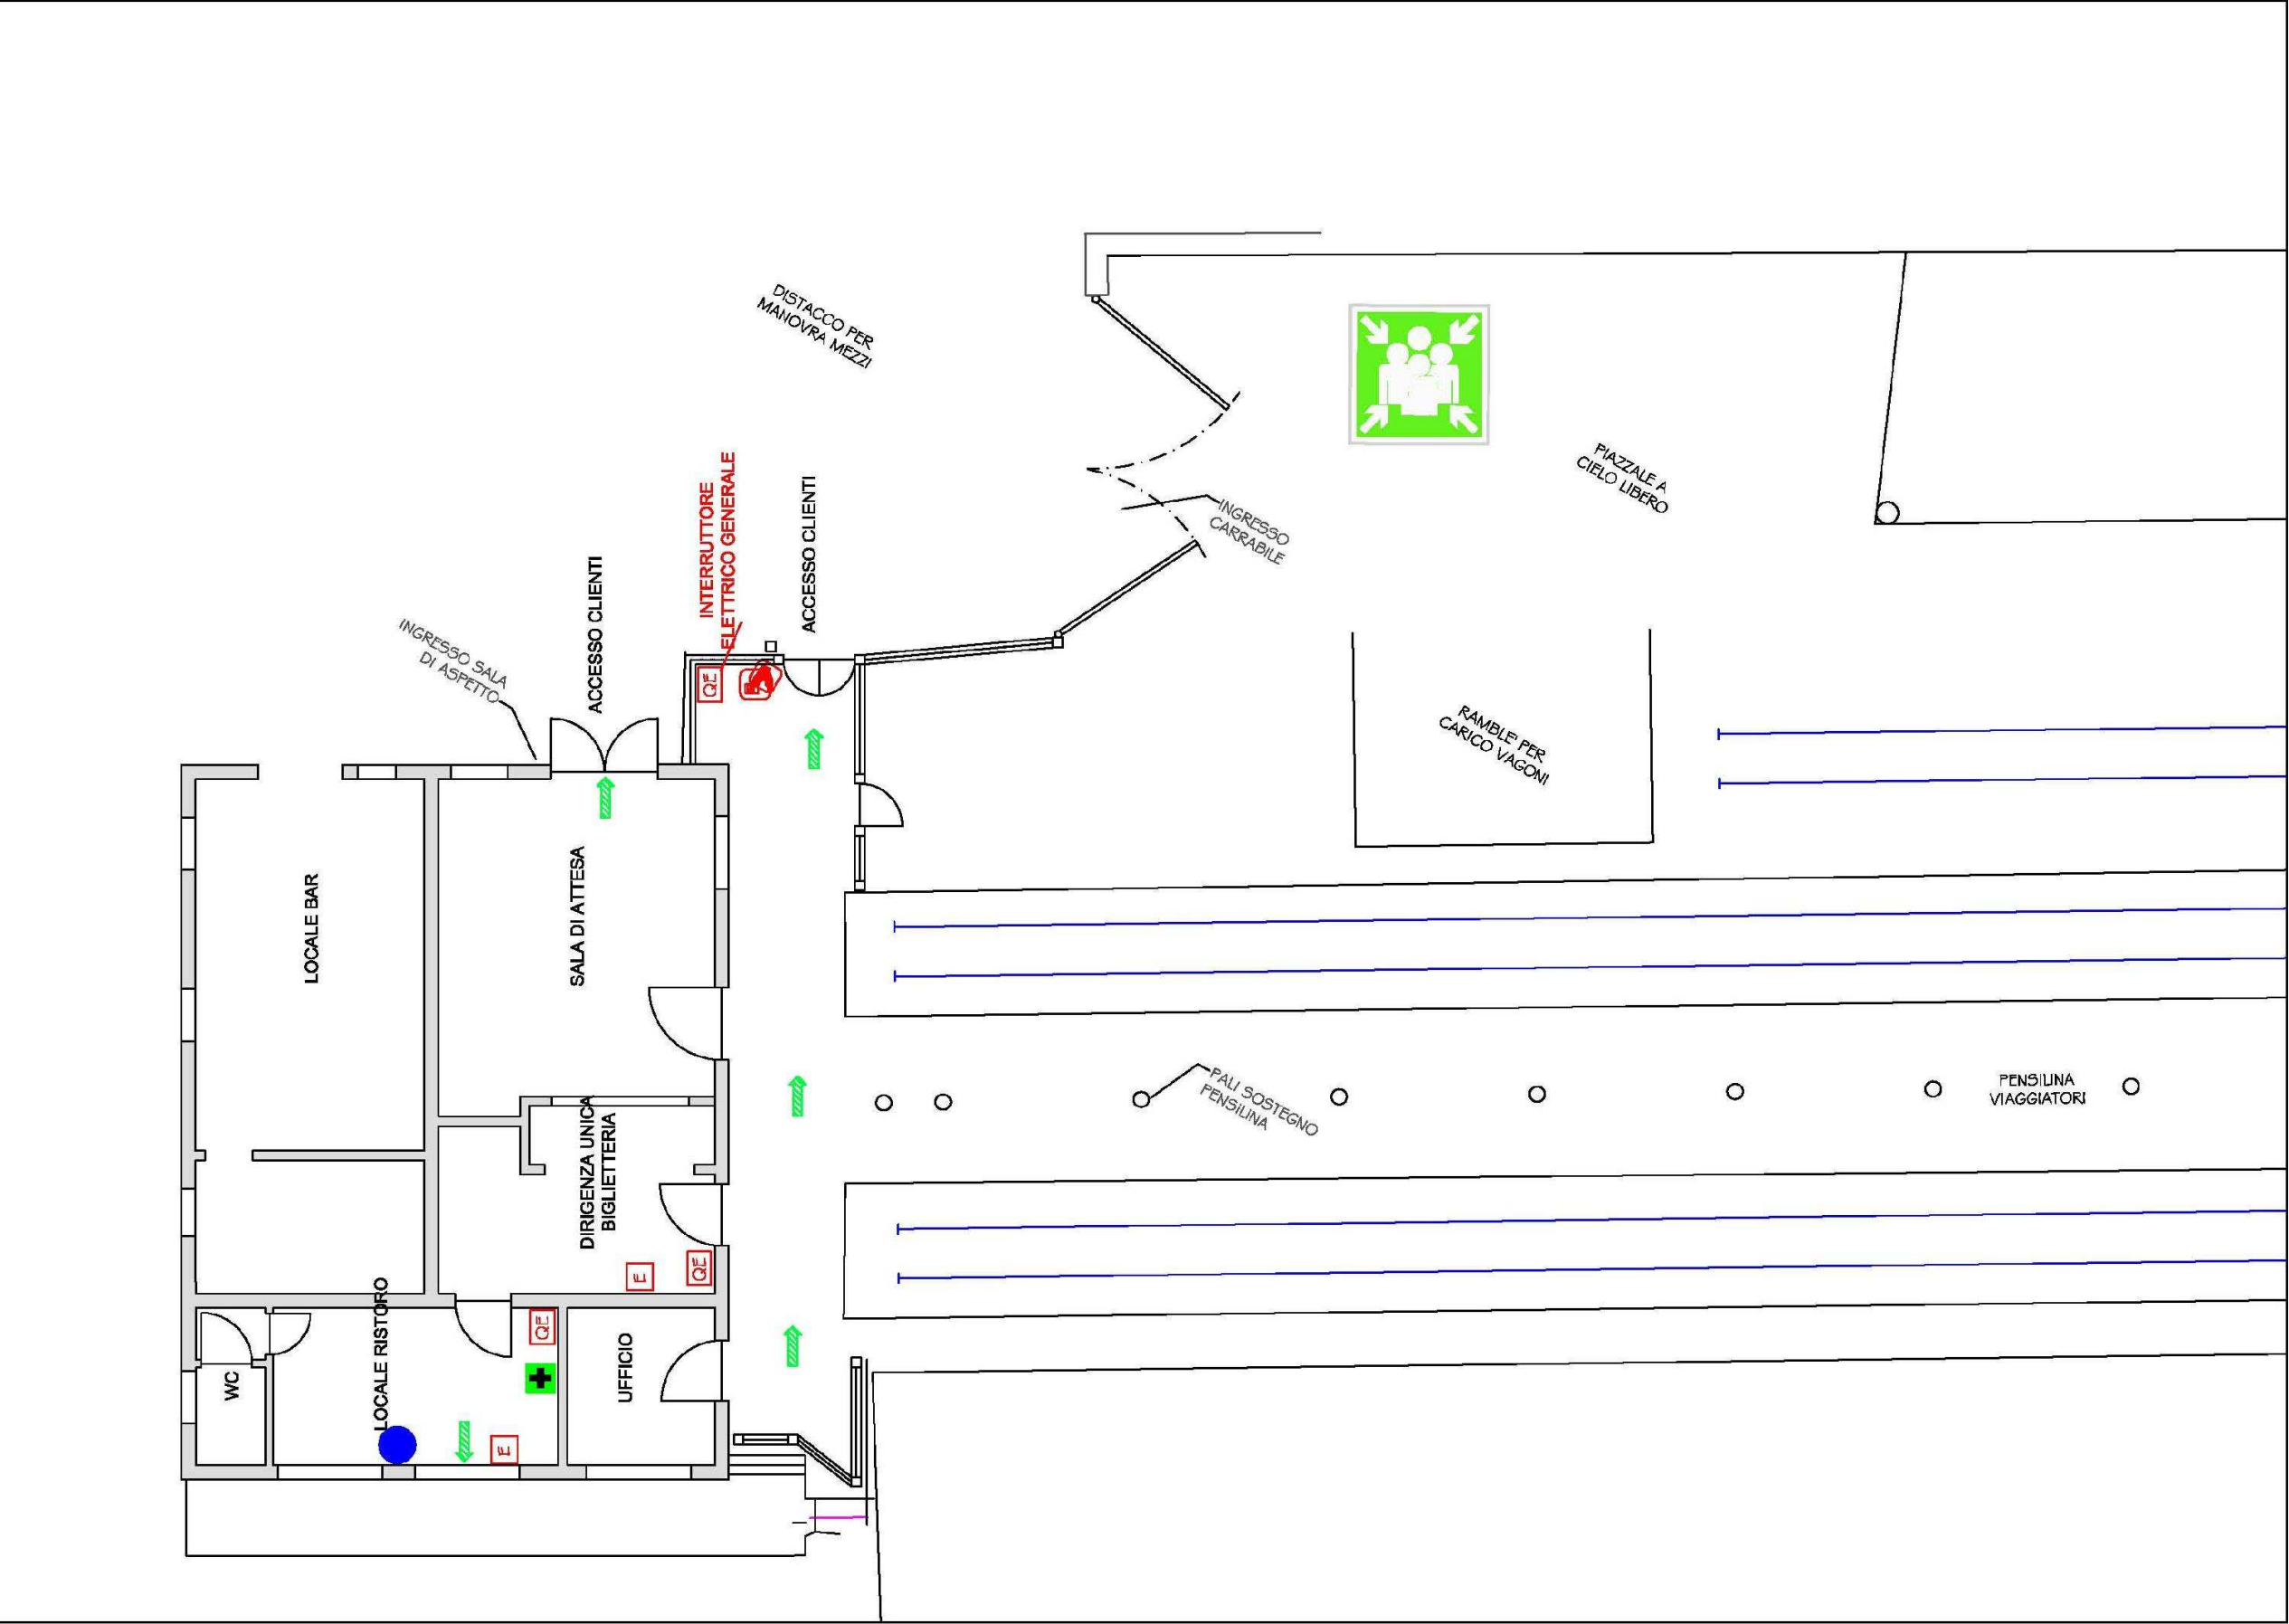 DISTACCO PER
MANOVRA MEZZI
PIAZZALE A
CIELO LIBERO
INGRESSO
CARRABILE
INTERRUTTORE
ELETTRICO GENERALE
ACCESSO CLIENTI
ACCESSO CLIENTI
INGRESSO SALA
DI ASPETTO
QE
RAMBLE' PER
CARICO VAGONI
LOCALE BAR
SALA DI ATTESA
PALI SOSTEGNO
PENSILINA
PENSILINA
VIAGGIATORI
DIRIGENZA UNICA
BIGLIETTERIA
E
QE
LOCALE RISTORO
QE
WC
UFFICIO
E